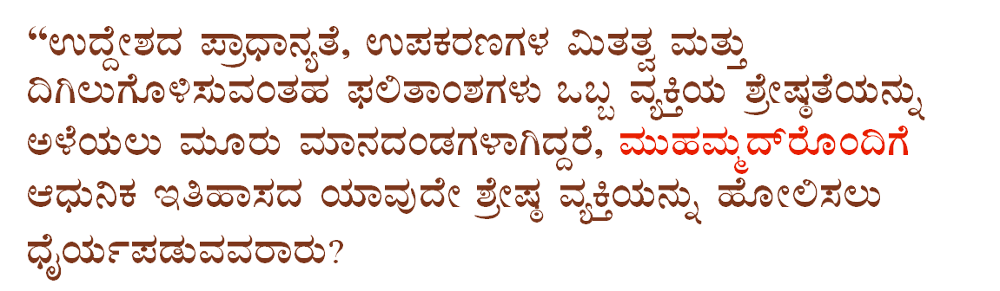 “ಉದ್ದೇಶದ ಪ್ರಾಧಾನ್ಯತೆ, ಉಪಕರಣಗಳ ಮಿತತ್ವ ಮತ್ತು
ದಿಗಿಲುಗೊಳಿಸುವಂತಹ ಫಲಿತಾಂಶಗಳು ಒಬ್ಬ ವ್ಯಕ್ತಿಯ ಶ್ರೇಷ್ಠತೆಯನ್ನು
ಅಳೆಯಲು ಮೂರು ಮಾನದಂಡಗಳಾಗಿದ್ದರೆ, ಮುಹಮ್ಮದ್‌ರೊಂದಿಗೆ
ಆಧುನಿಕ ಇತಿಹಾಸದ ಯಾವುದೇ ಶ್ರೇಷ್ಠ ವ್ಯಕ್ತಿಯನ್ನು ಹೋಲಿಸಲು
ಧೈರ್ಯಪಡುವವರಾರು?